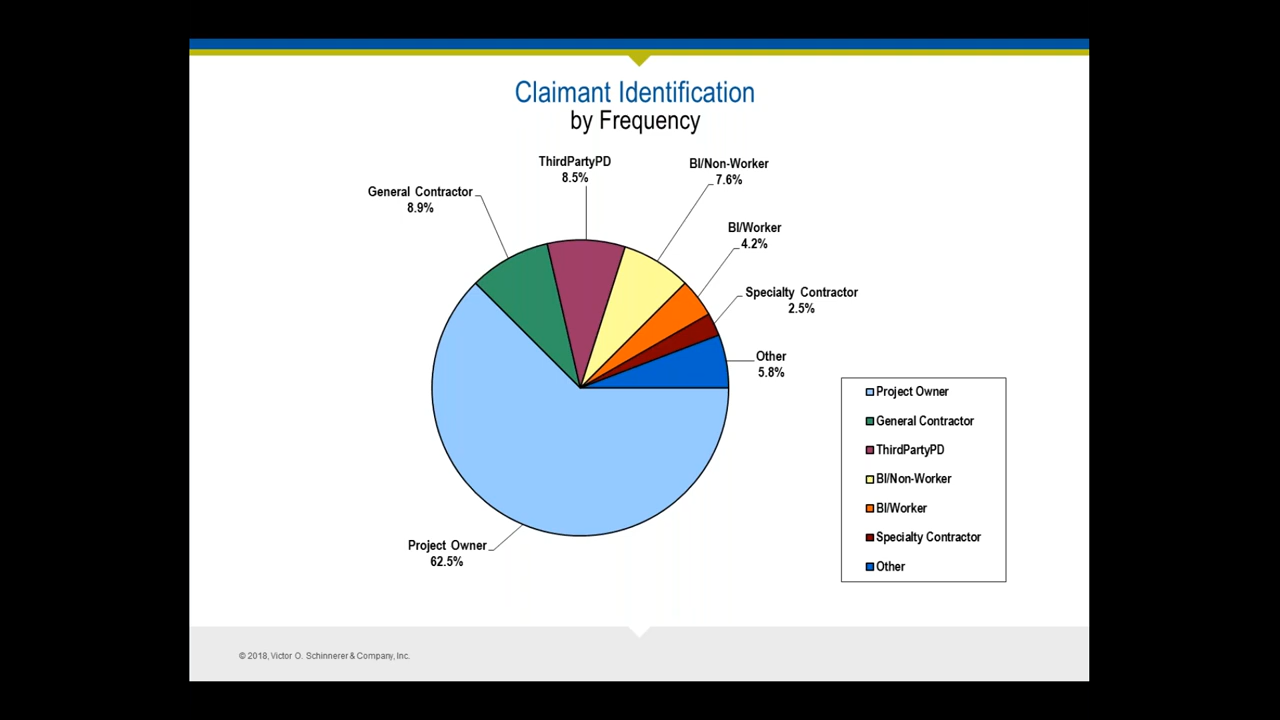 Claimant Identification
by Frequency
ThirdPartyPD
8.5%
BI/Non-Worker
7.6%
General Contractor
8.9%
BI/Worker
4.2%
Specialty Contractor
2.5%
Other
5.8%
Project Owner
62.5%
Project Owner
General Contractor
ThirdPartyPD
BI/Non-Worker
BI/Worker
Specialty Contractor
Other
© 2018, Victor O. Schinnerer & Company, Inc.